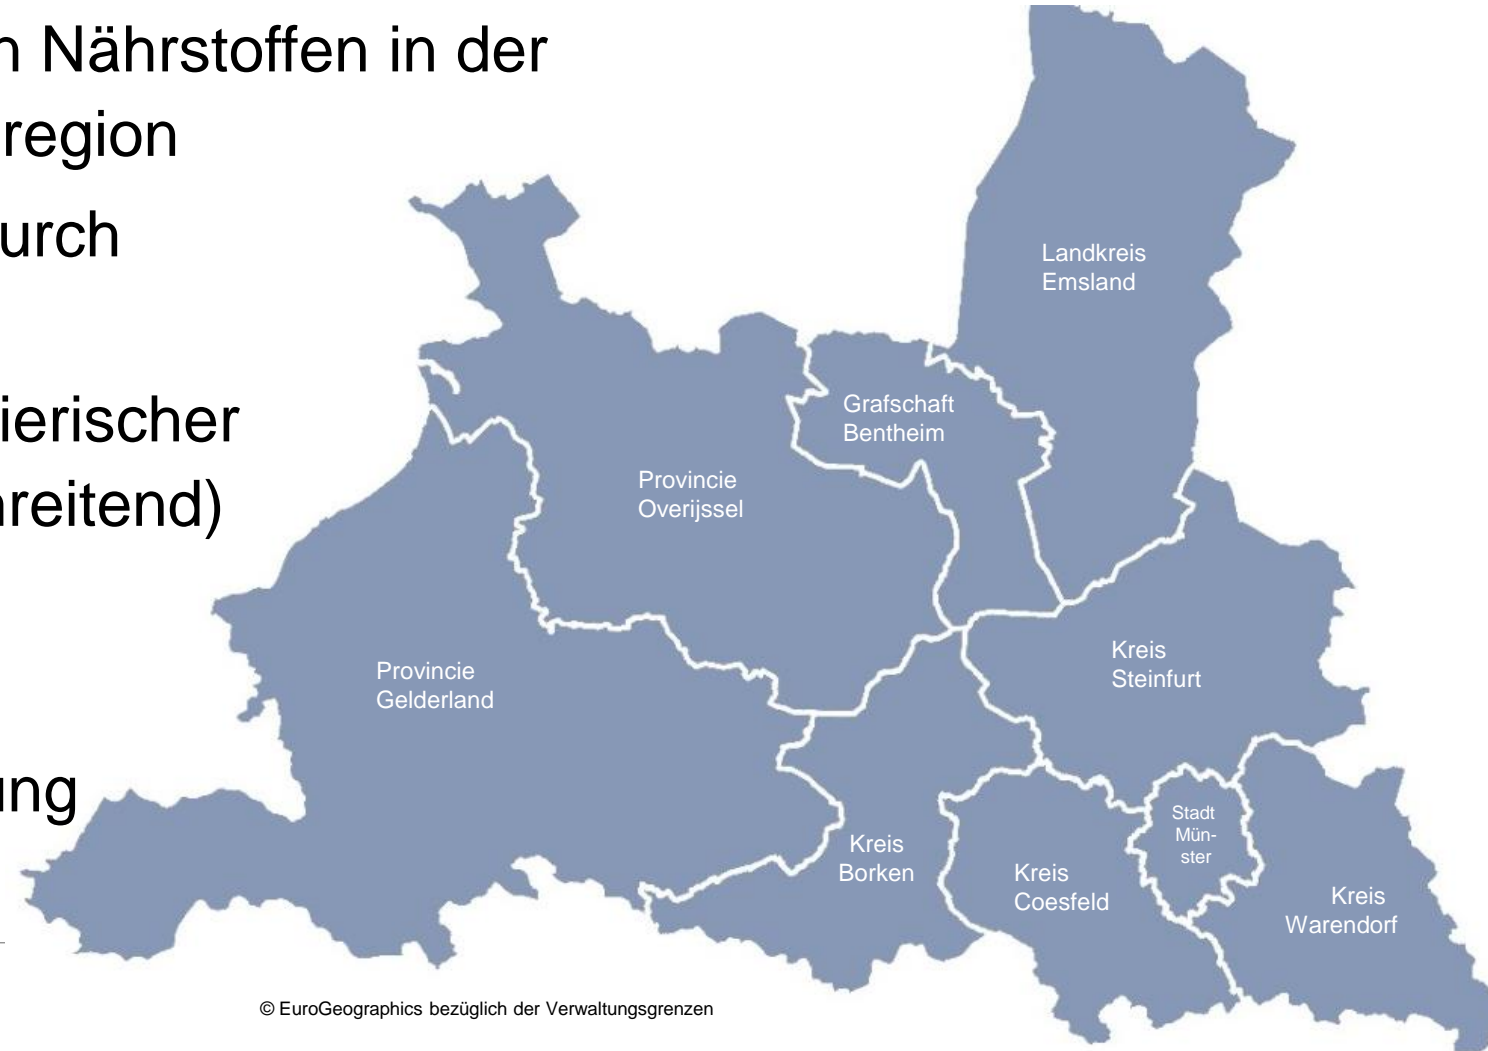 n Nährstoffen in der
region
urch
ierischer
nreitend)
ung
Landkreis
Emsland
Grafschaft
Bentheim
Provincie
Overijssel
Provincie
Gelderland
Kreis
Steinfurt
Stadt
Mün-
ster
Kreis
Borken
Kreis
Coesfeld
Kreis
Warendorf
© EuroGeographics bezüglich der Verwaltungsgrenzen